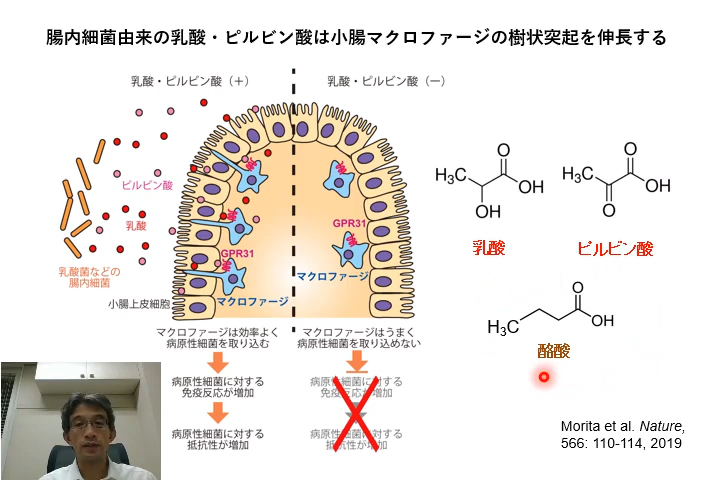 腸内細菌由来の乳酸・ピルビン酸は小腸マクロファージの樹状突起を伸長する
乳酸・ピルビン酸（＋）
乳酸・ピルビン酸（－）
ピルビン酸
乳酸
乳酸菌などの
腸内細菌
GPR31
マクロファージ
小腸上皮細胞
GPR31
マクロファージ
マクロファージは効率よく
病原性細菌を取り込む
病原性細菌に対する
免疫反応が増加
病原性細菌に対する
抵抗性が増加
マクロファージはうまく
病原性細菌を取り込めない
病原性細菌に対する
免疫反応が増加
病原性細菌に対する
抵抗性が増加
H3C
O
OH
OH
乳酸
H3C
O
OH
O
ピルビン酸
H3C
O
OH
酪酸
Morita et al. Nature,
566: 110-114, 2019